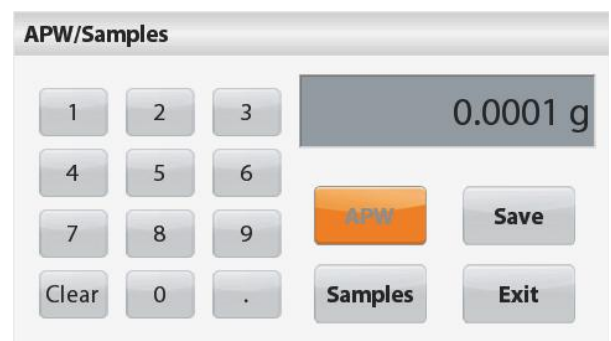 APW/Samples
0.0001 g
1 2 3
4 5 6
7 8 9
Clear 0 .
APW Save
Samples Exit